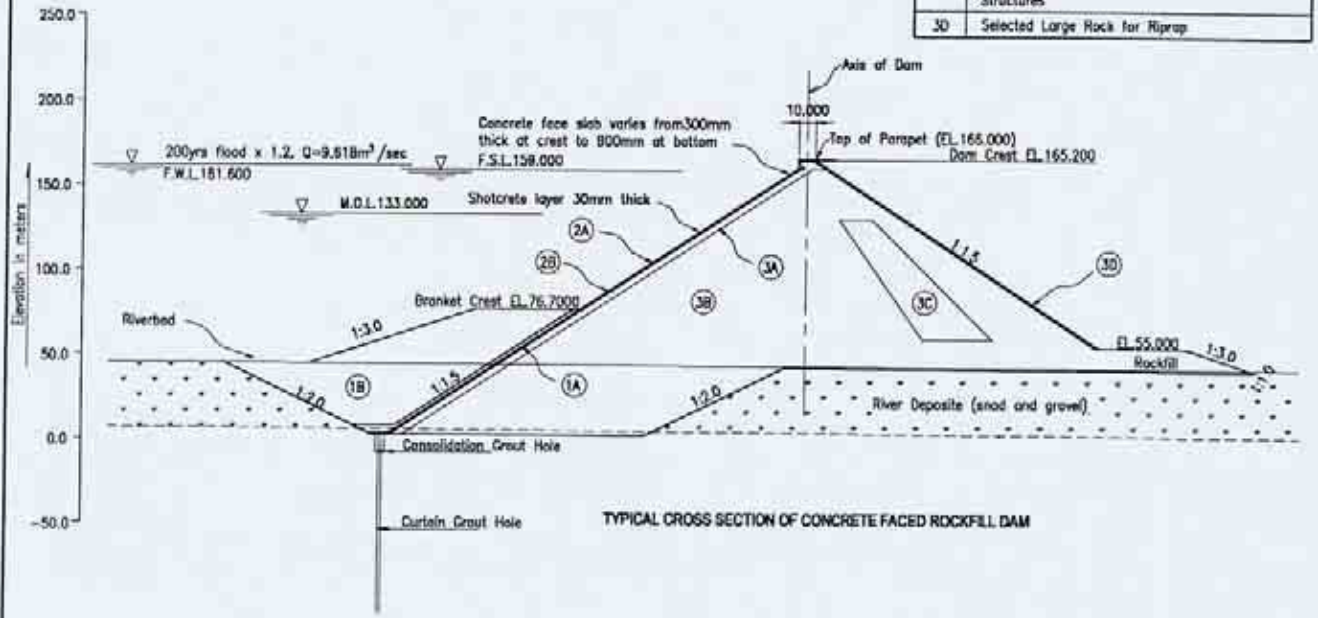 Structures
3D Selected Large Rock for Riprap
250.0
200.0
150.0
100.0
50.0
0.0
-50.0
Elevation in meters
Axis of Dam
10.000
Top of Parapet (EL.166.000)
Dam Crest EL.165.200
Concrete face slab varies from300mm
thick at crest to 900mm at bottom
F.S.L.159.000
200yrs flood x 1.2, Q=9.618m³/sec
F.W.L.161.600
M.O.L.133.000
Shotcrete layer 30mm thick
2A
2B
3A
3B
3C
3D
1:1.5
Branket Crest EL.76.7000
Riverbed
1:3.0
EL.55.000
1:3.0
Rockfill
1:1.0
1B
1:1.5
1A
1:2.0
1:2.0
River Deposite (snad and gravel)
Consolidation Grout Hole
Curtain Grout Hole
TYPICAL CROSS SECTION OF CONCRETE FACED ROCKFILL DAM